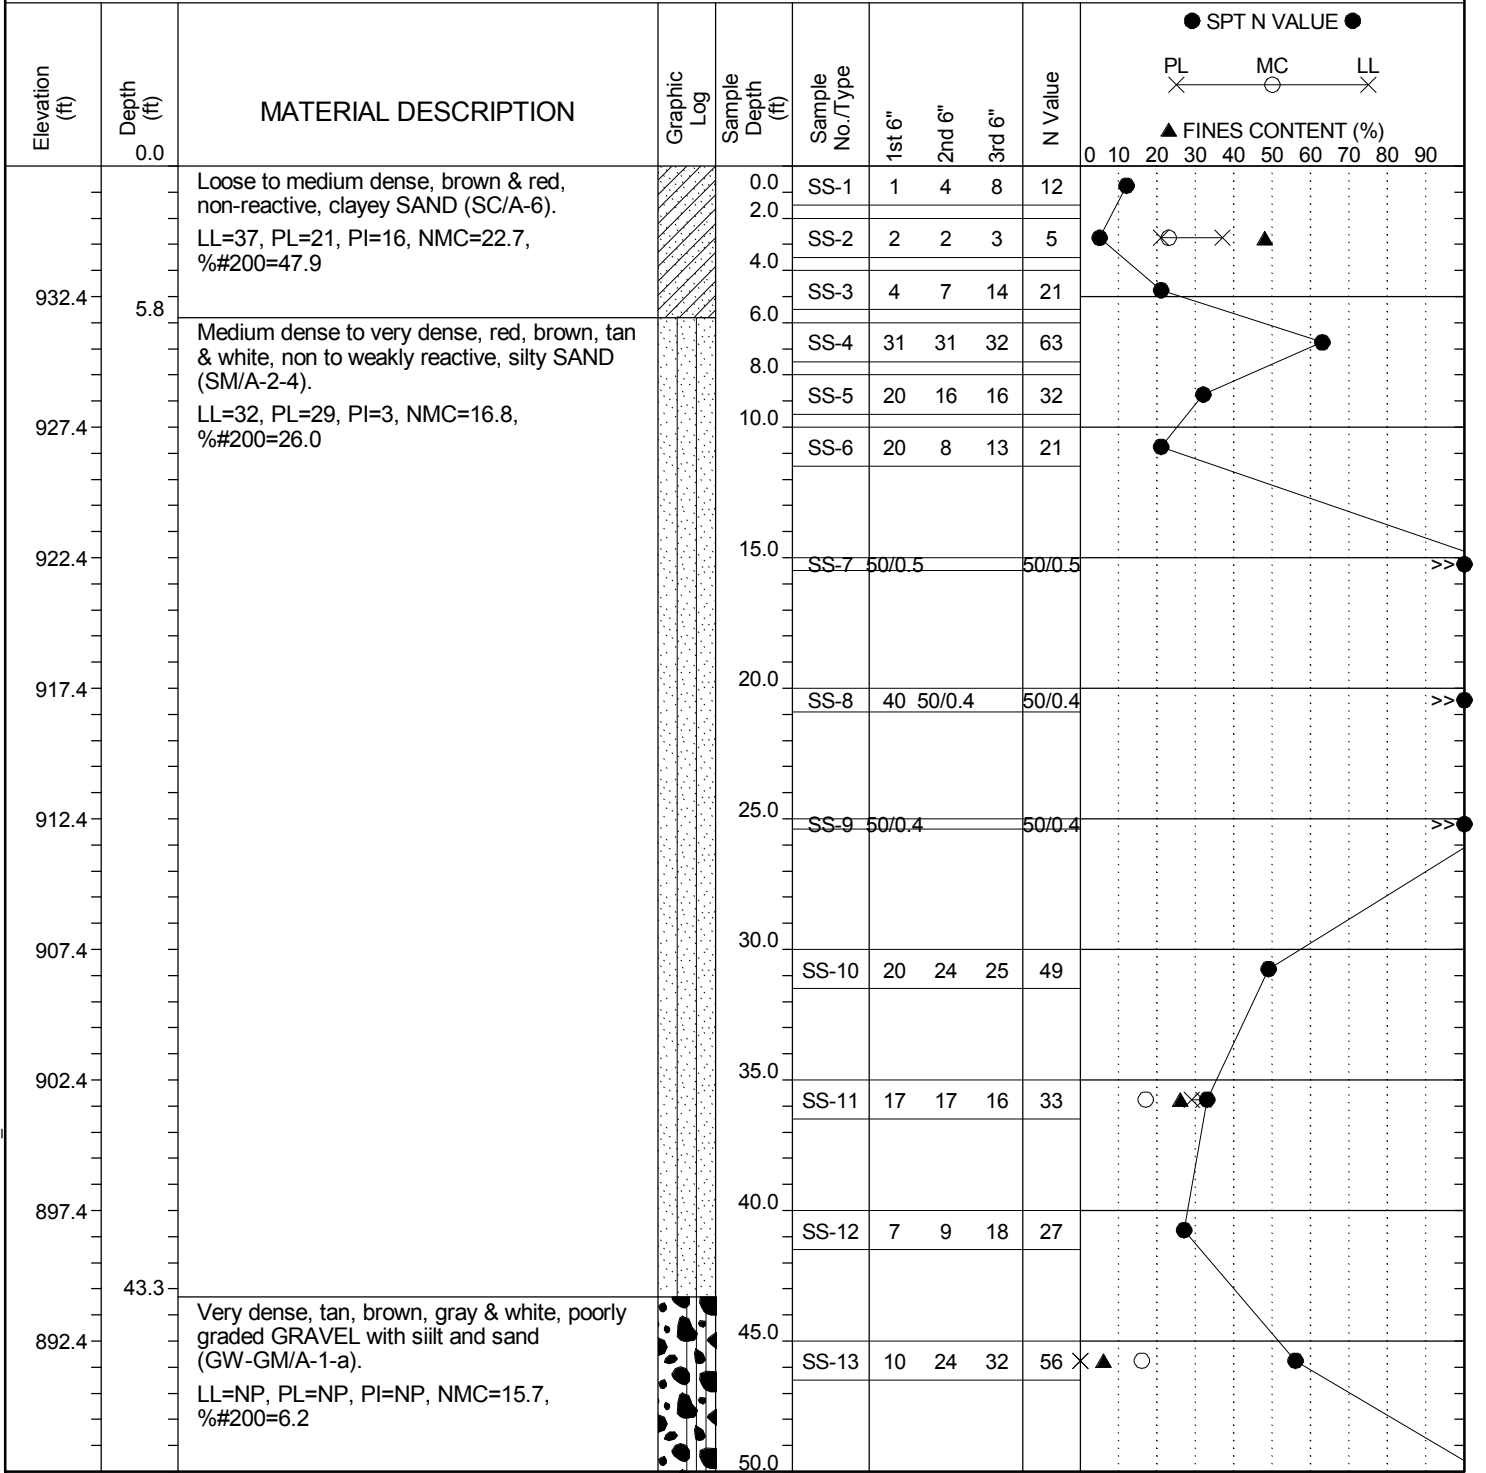 ● SPT N VALUE ●
PL MC LL
▲ FINES CONTENT (%)
Elevation (ft)
Depth (ft)
0.0
MATERIAL DESCRIPTION
Graphic Log
Sample Depth (ft)
Sample No./Type
1st 6"
2nd 6"
3rd 6"
N Value
0 10 20 30 40 50 60 70 80 90
Loose to medium dense, brown & red,
non-reactive, clayey SAND (SC/A-6).
LL=37, PL=21, PI=16, NMC=22.7,
%#200=47.9
0.0 SS-1 1 4 8 12
2.0
SS-2 2 2 3 5
4.0
932.4
5.8
SS-3 4 7 14 21
6.0
Medium dense to very dense, red, brown, tan
& white, non to weakly reactive, silty SAND
(SM/A-2-4).
LL=32, PL=29, PI=3, NMC=16.8,
%#200=26.0
SS-4 31 31 32 63
8.0
SS-5 20 16 16 32
10.0
927.4
SS-6 20 8 13 21
15.0
922.4 SS-7 50/0.5 50/0.5 >>
20.0
917.4
SS-8 40 50/0.4 50/0.4 >>
25.0
912.4 SS-9 50/0.4 50/0.4 >>
30.0
907.4
SS-10 20 24 25 49
35.0
902.4
SS-11 17 17 16 33
40.0
897.4
SS-12 7 9 18 27
43.3
Very dense, tan, brown, gray & white, poorly
graded GRAVEL with siilt and sand
(GW-GM/A-1-a).
LL=NP, PL=NP, PI=NP, NMC=15.7,
%#200=6.2
45.0
892.4
SS-13 10 24 32 56
50.0